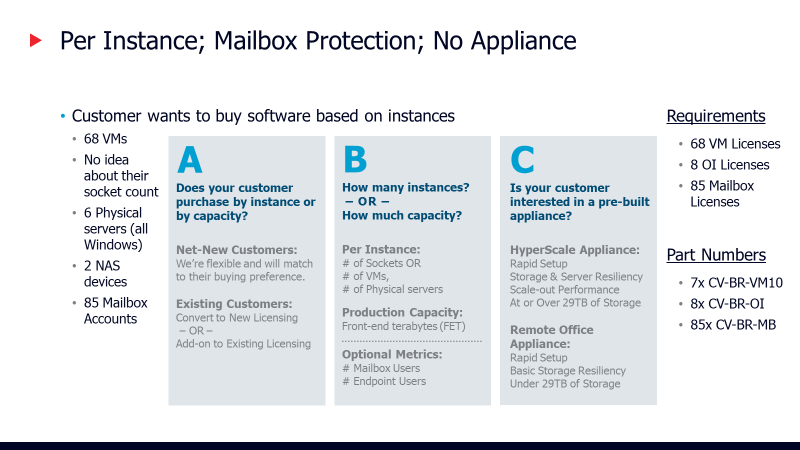 Per Instance; Mailbox Protection; No Appliance
• Customer wants to buy software based on instances
• 68 VMs
• No idea
about their
socket count
• 6 Physical
servers (all
Windows)
• 2 NAS
devices
• 85 Mailbox
Accounts
A
Does your customer
purchase by instance or
by capacity?
Net-New Customers:
We're flexible and will match
to their buying preference.
Existing Customers:
Convert to New Licensing
– OR –
Add-on to Existing Licensing
B
How many instances?
– OR –
How much capacity?
Per Instance:
# of Sockets OR
# of VMs,
# of Physical servers
Production Capacity:
Front-end terabytes (FET)
Optional Metrics:
# Mailbox Users
# Endpoint Users
C
Is your customer
interested in a pre-built
appliance?
HyperScale Appliance:
Rapid Setup
Storage & Server Resiliency
Scale-out Performance
At or Over 29TB of Storage
Remote Office
Appliance:
Rapid Setup
Basic Storage Resiliency
Under 29TB of Storage
Requirements
• 68 VM Licenses
• 8 OI Licenses
• 85 Mailbox
Licenses
Part Numbers
• 7x CV-BR-VM10
• 8x CV-BR-OI
• 85x CV-BR-MB